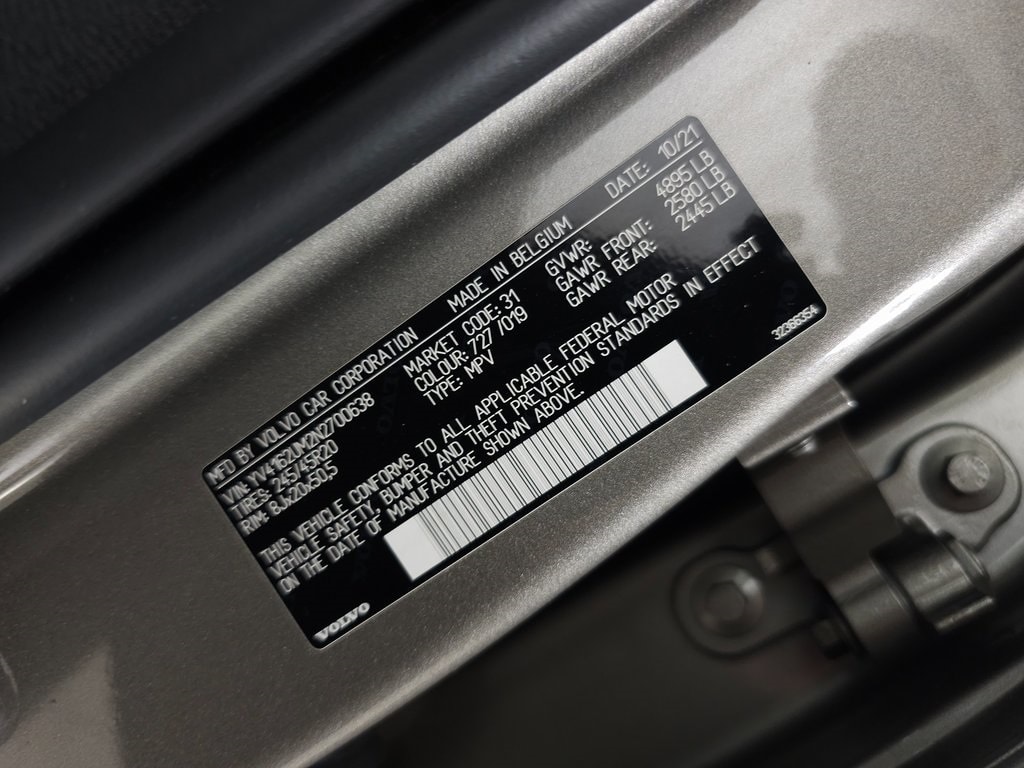 MFD BY VOLVO CAR CORPORATION MADE IN BELGIUM DATE: 10/21
VIN: YV4162UM2N2700638 MARKET CODE: 31 GVWR: 4895 LB
TIRES: 245/45R20 COLOUR: 727 /019 GAWR FRONT: 2580 LB
RIM: 8Jx20x50,5 TYPE: MPV GAWR REAR: 2445 LB
THIS VEHICLE CONFORMS TO ALL APPLICABLE FEDERAL MOTOR
VEHICLE SAFETY, BUMPER AND THEFT PREVENTION STANDARDS IN EFFECT
ON THE DATE OF MANUFACTURE SHOWN ABOVE.
VOLVO
32366354